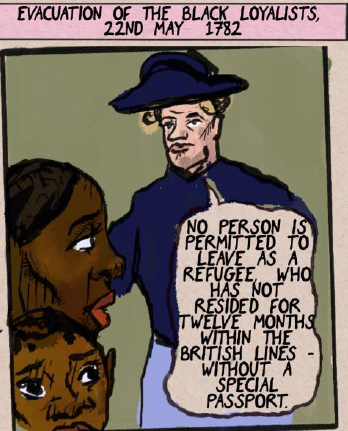 EVACUATION OF THE BLACK LOYALISTS,
22ND MAY 1782
NO PERSON IS
PERMITTED TO
LEAVE AS A
REFUGEE, WHO
HAS NOT
RESIDED FOR
TWELVE MONTHS
WITHIN THE
BRITISH LINES -
WITHOUT A
SPECIAL
PASSPORT.